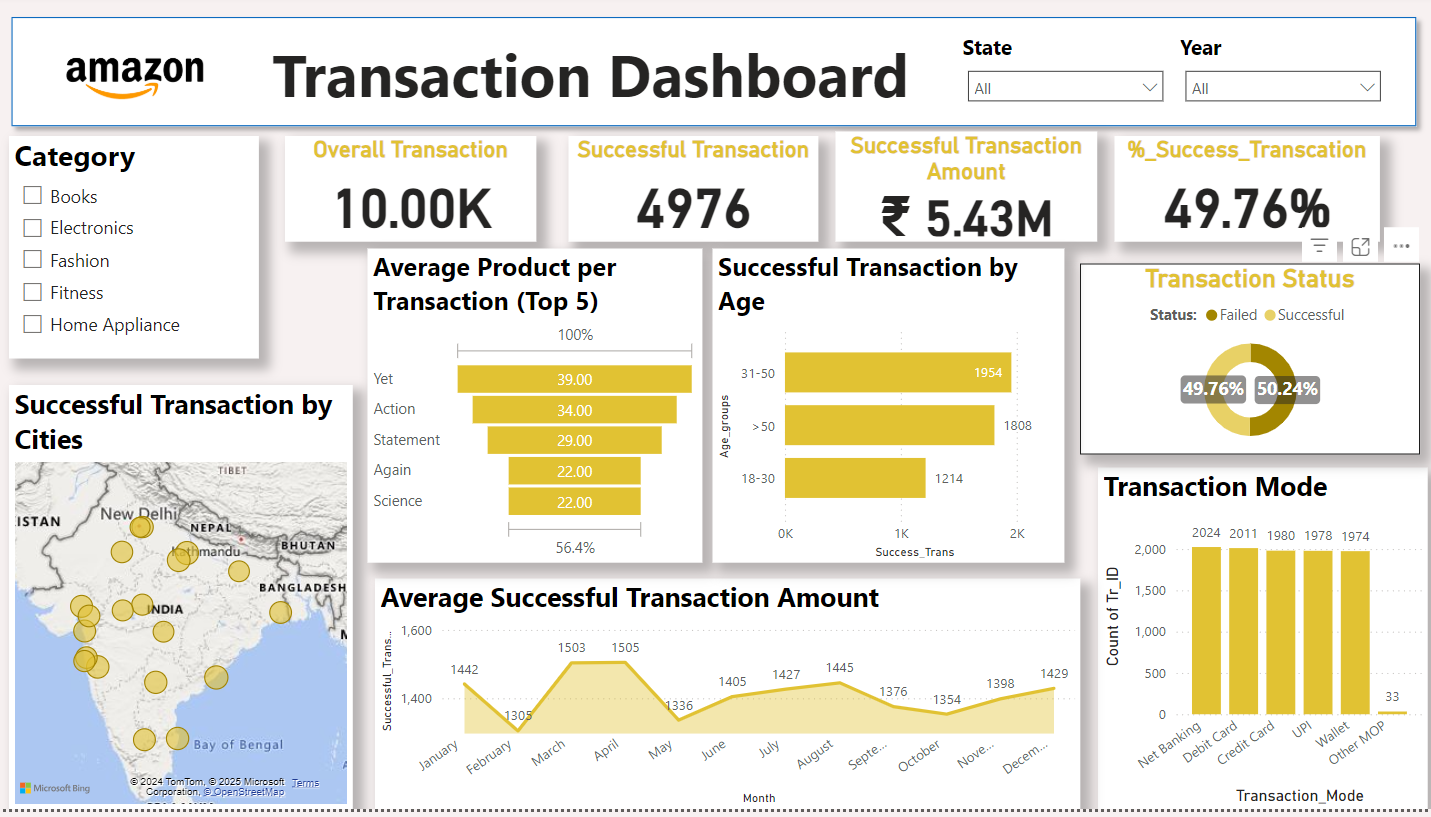 amazon
Transaction Dashboard
State
All
Year
All
Category
Books
Electronics
Fashion
Fitness
Home Appliance
Overall Transaction
10.00K
Successful Transaction
4976
Successful Transaction
Amount
₹ 5.43M
%_Success_Transcation
49.76%
Average Product per
Transaction (Top 5)
100%
Yet
39.00
Action
34.00
Statement
29.00
Again
22.00
Science
22.00
56.4%
Successful Transaction by
Age
Age_groups
31-50
1954
>50
1808
18-30
1214
0K
1K
2K
Success_Trans
Transaction Status
Status: Failed Successful
49.76%
50.24%
Successful Transaction by
Cities
TIBET
ISTAN
New Delhi
NEPAL
Kathmandu
BHUTAN
BANGLADESH
INDIA
Bay of Bengal
© 2024 TomTom, © 2025 Microsoft
Corporation, © OpenStreetMap
Terms
Microsoft Bing
Average Successful Transaction Amount
Successful_Trans...
1,600
1,400
1442
1305
1503
1505
1336
1405
1427
1445
1376
1354
1398
1429
January
February
March
April
May
June
July
August
Septe...
October
Nove...
Decem...
Month
Transaction Mode
Count of Tr_ID
2,000
1,500
1,000
500
0
2024
2011
1980
1978
1974
33
Net Banking
Debit Card
Credit Card
UPI
Wallet
Other MOP
Transaction_Mode